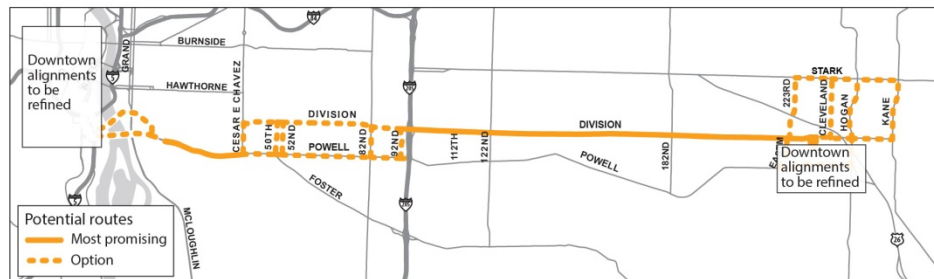 BURNSIDE
GRAND
Downtown
alignments
to be
refined
HAWTHORNE
STARK
223RD
CLEVELAND
HOGAN
KANE
CESAR E CHAVEZ
50TH
52ND
DIVISION
82ND
92ND
POWELL
112TH
122ND
DIVISION
182ND
POWELL
FOSTER
MCLOUGHLIN
Downtown
alignments
to be refined
26
Potential routes
Most promising
Option